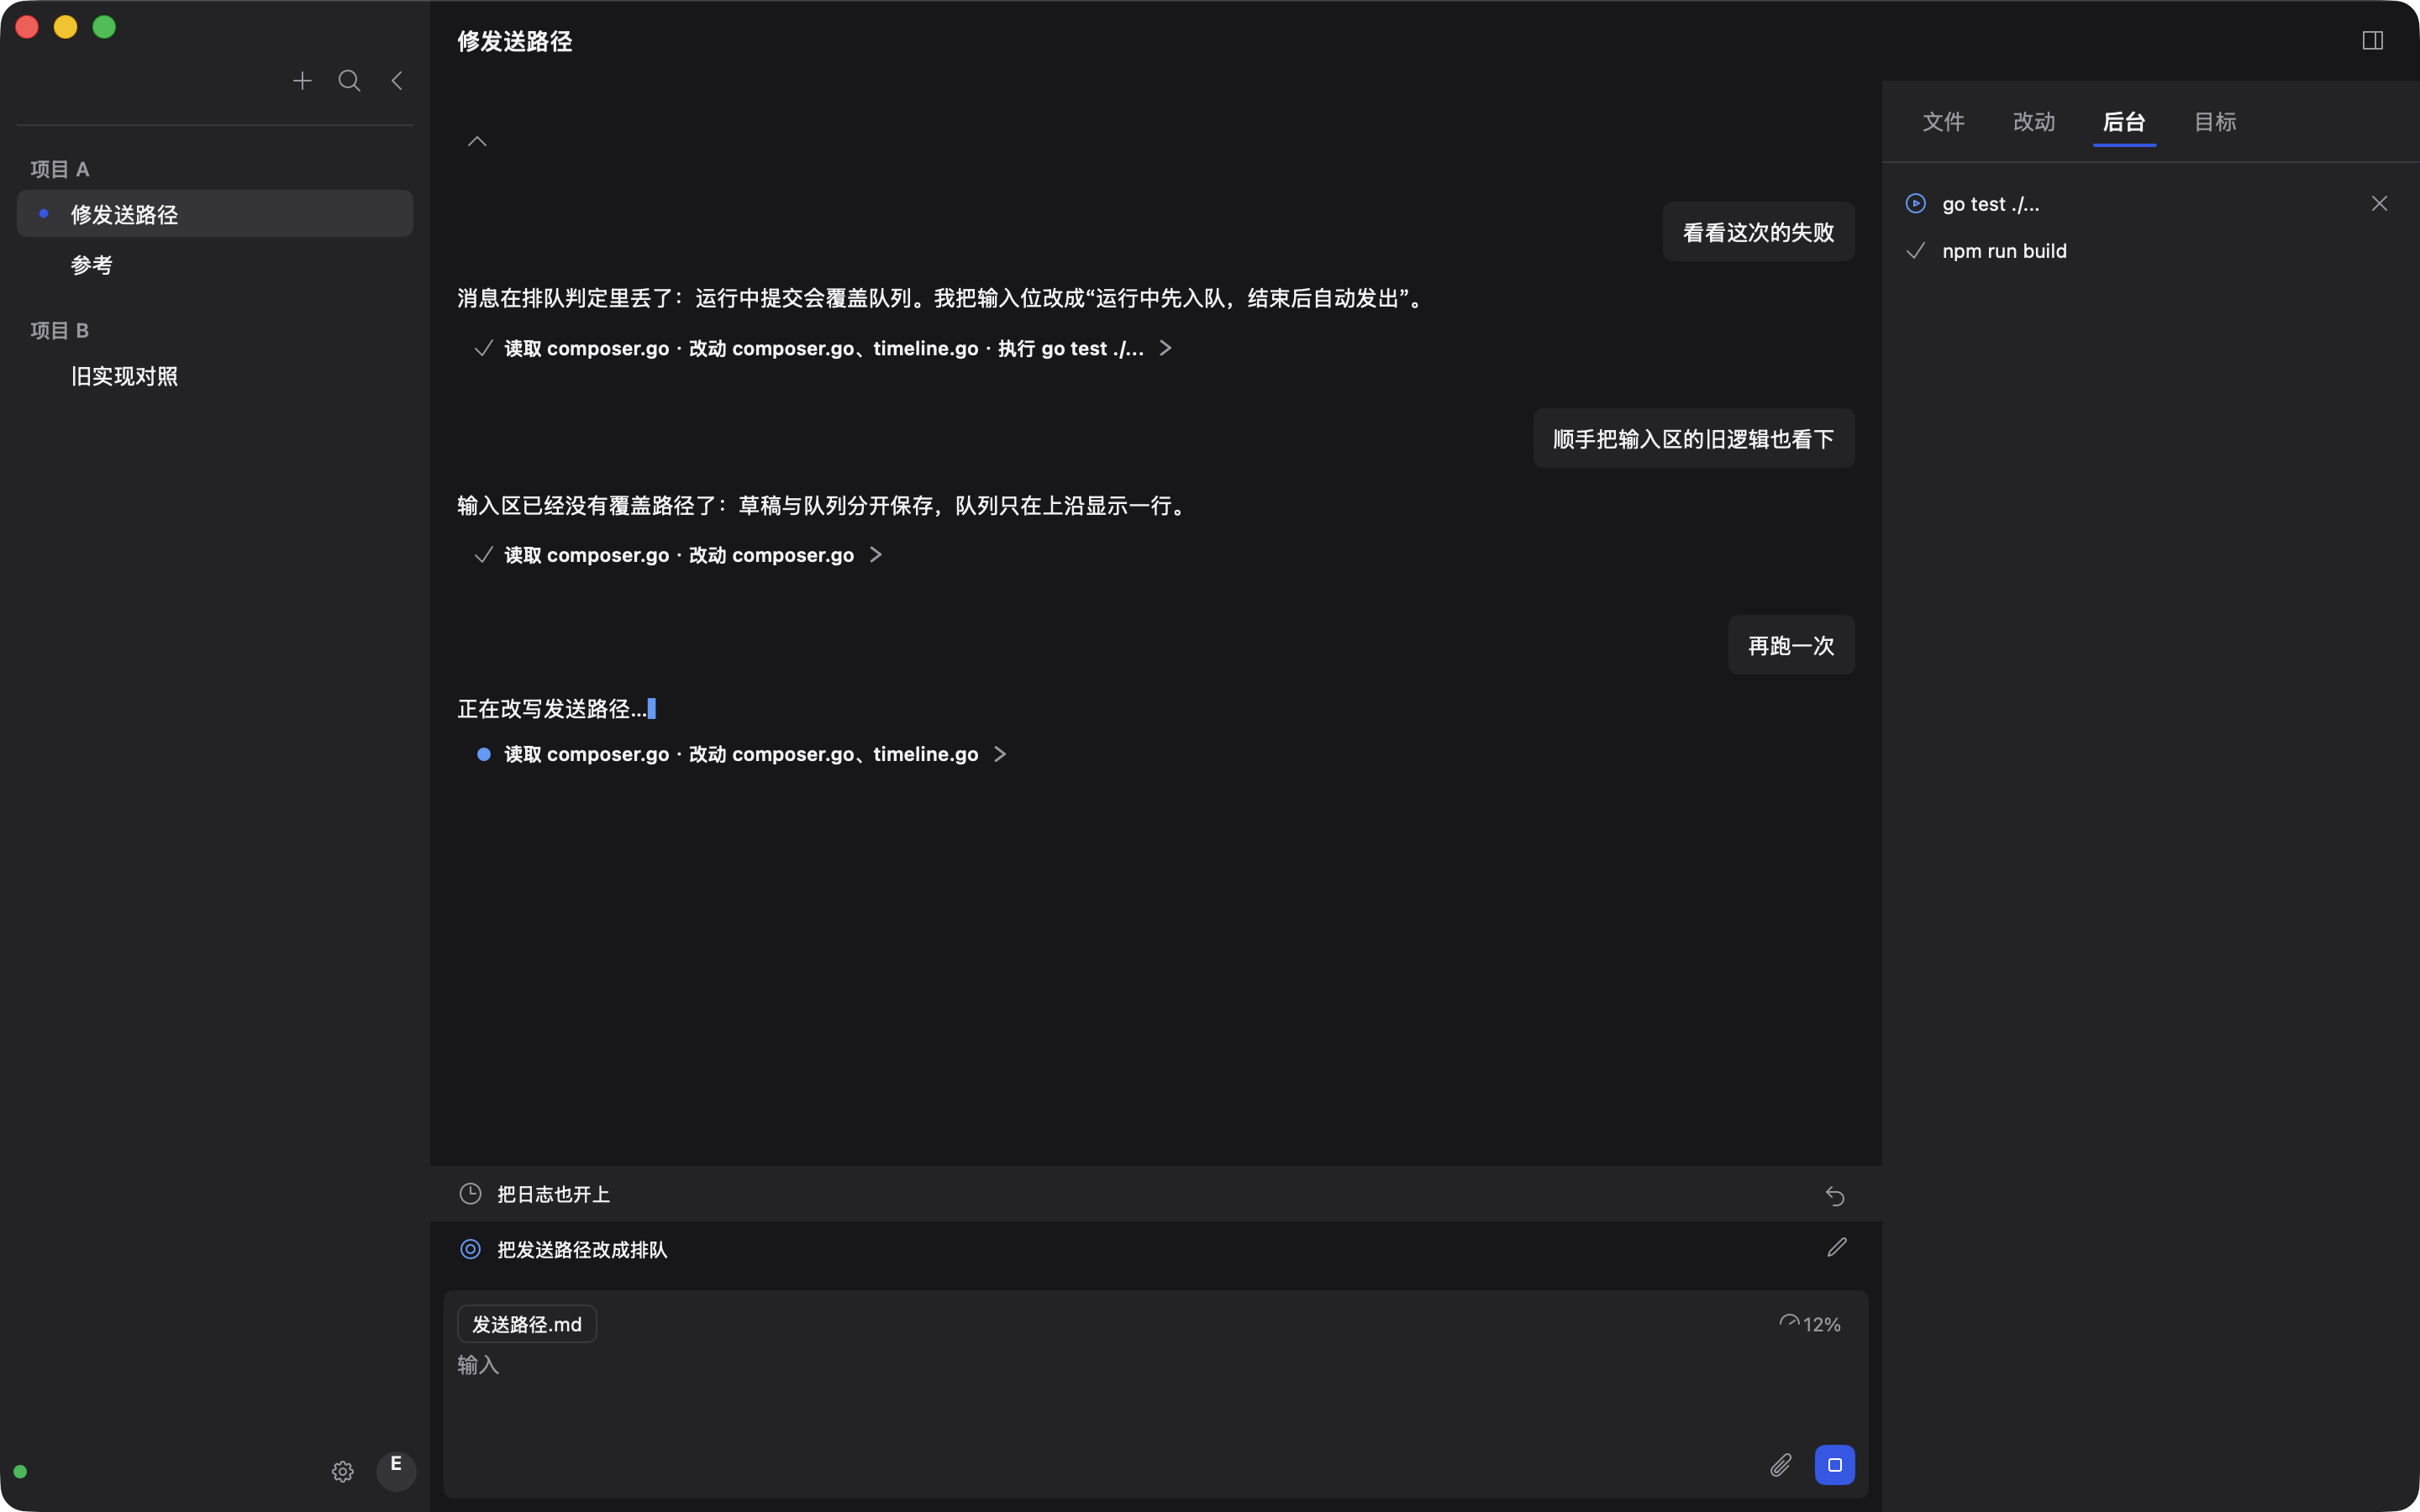 修发送路径
项目 A
修发送路径
参考
项目 B
旧实现对照
E
看看这次的失败
消息在排队判定里丢了：运行中提交会覆盖队列。我把输入位改成“运行中先入队，结束后自动发出”。
读取 composer.go · 改动 composer.go、timeline.go · 执行 go test ./...
顺手把输入区的旧逻辑也看下
输入区已经没有覆盖路径了：草稿与队列分开保存，队列只在上沿显示一行。
读取 composer.go · 改动 composer.go
再跑一次
正在改写发送路径...
读取 composer.go · 改动 composer.go、timeline.go
把日志也开上
把发送路径改成排队
发送路径.md
12%
输入
文件 改动 后台 目标
go test ./...
npm run build